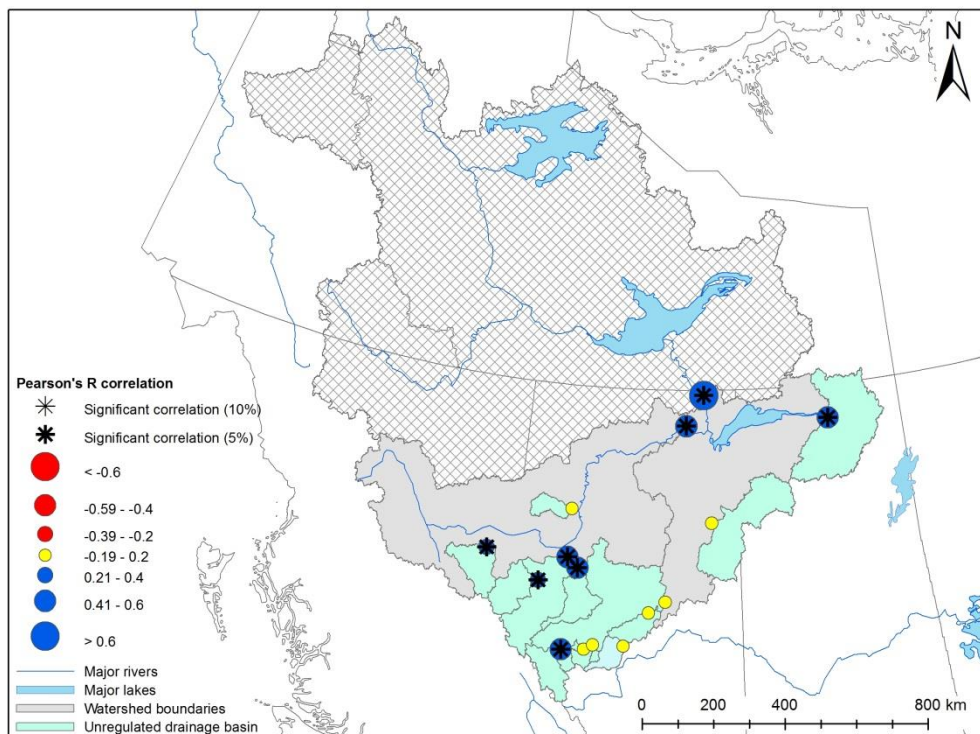 N
Pearson's R correlation
Significant correlation (10%)
Significant correlation (5%)
< -0.6
-0.59 - -0.4
-0.39 - -0.2
-0.19 - 0.2
0.21 - 0.4
0.41 - 0.6
> 0.6
Major rivers
Major lakes
Watershed boundaries
Unregulated drainage basin
0 200 400 600 800 km